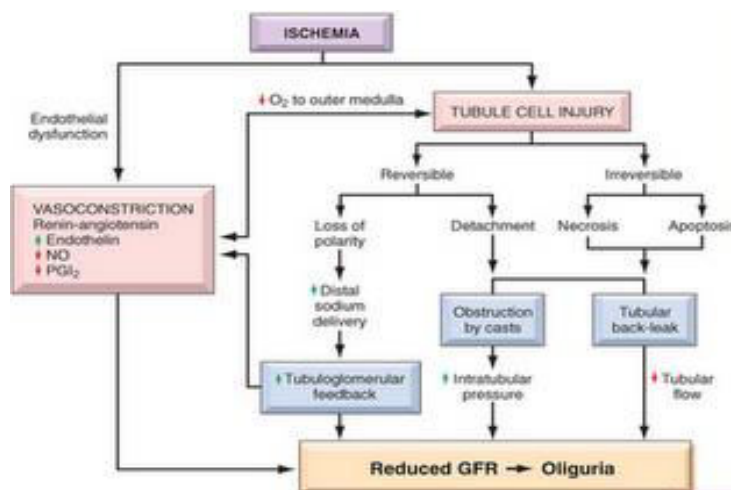 ISCHEMIA
Endothelial
dysfunction
O₂ to outer medulla
TUBULE CELL INJURY
Reversible
Irreversible
VASOCONSTRICTION
Renin-angiotensin
Endothelin
NO
PGI₂
Loss of
polarity
Detachment
Necrosis
Apoptosis
Distal
sodium
delivery
Obstruction
by casts
Tubular
back-leak
Tubuloglomerular
feedback
Intratubular
pressure
Tubular
flow
Reduced GFR → Oliguria